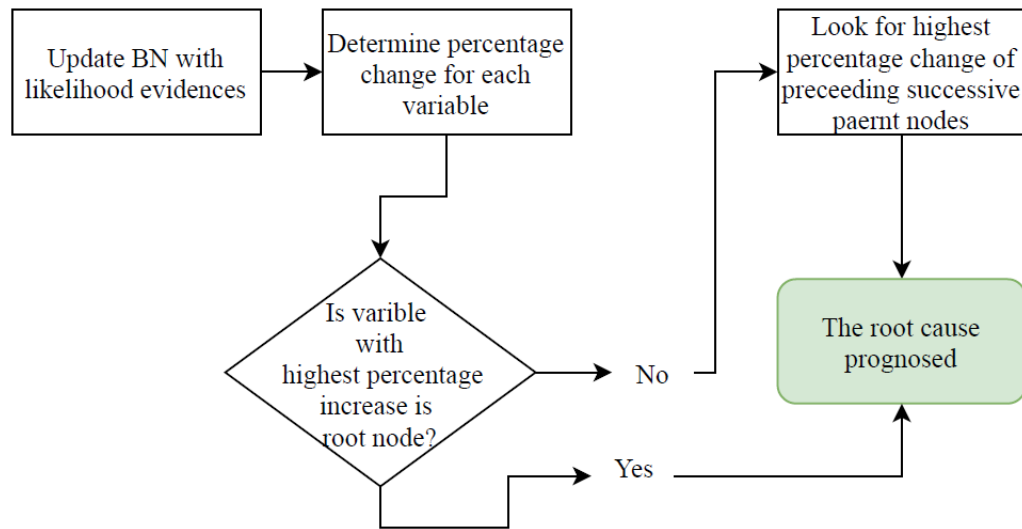 Update BN with
likelihood evidences
Determine percentage
change for each
variable
Look for highest
percentage change of
preceeding successive
paernt nodes
Is varible
with
highest percentage
increase is
root node?
No
Yes
The root cause
prognosed